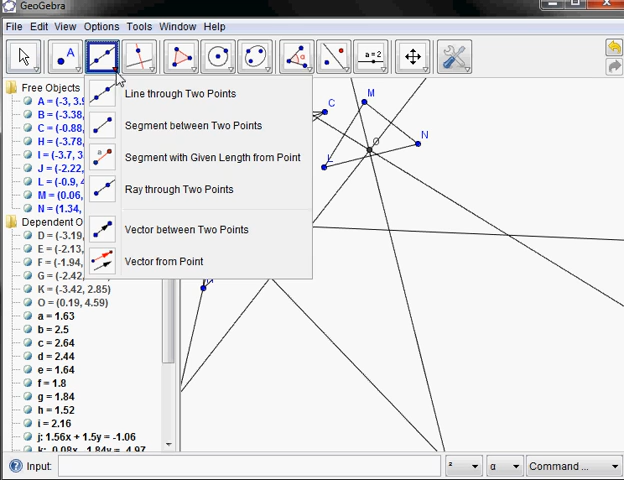 GeoGebra
File Edit View Options Tools Window Help
A
a = 2
Free Objects
A = (-3, 3.9
B = (-3.38,
C = (-0.88,
H = (-3.78,
I = (-3.7, 3.
J = (-2.22,
L = (-0.9, 4
M = (0.06,
N = (1.34,
Dependent O
D = (-3.19,
E = (-2.13,
F = (-1.94,
G = (-2.42,
K = (-3.42, 2.85)
O = (0.19, 4.59)
a = 1.63
b = 2.5
c = 2.64
d = 2.44
e = 1.64
f = 1.8
g = 1.84
h = 1.52
i = 2.16
j: 1.56x + 1.5y = -1.06
Line through Two Points
Segment between Two Points
Segment with Given Length from Point
Ray through Two Points
Vector between Two Points
Vector from Point
C
M
O
N
L
Input:
² α Command ...